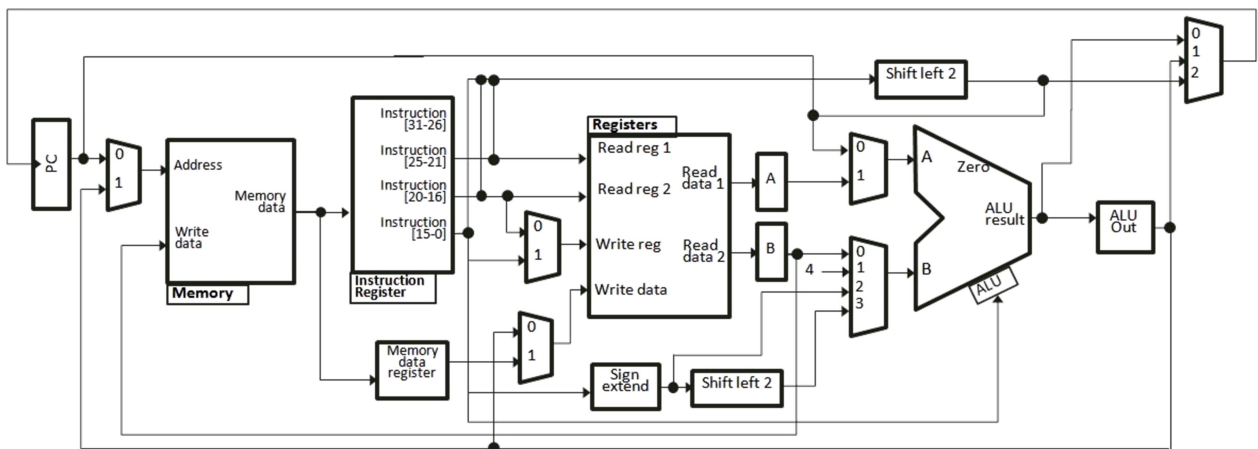 PC
0
1
Address
Memory
data
Write
data
Memory
Instruction
[31-26]
Instruction
[25-21]
Instruction
[20-16]
Instruction
[15-0]
Instruction
Register
Memory
data
register
0
1
0
1
Registers
Read reg 1
Read reg 2
Write reg
Write data
Read
data 1
Read
data 2
Sign
extend
Shift left 2
A
B
0
1
4
0
1
2
3
Shift left 2
A
B
Zero
ALU
result
ALU
ALU
Out
0
1
2